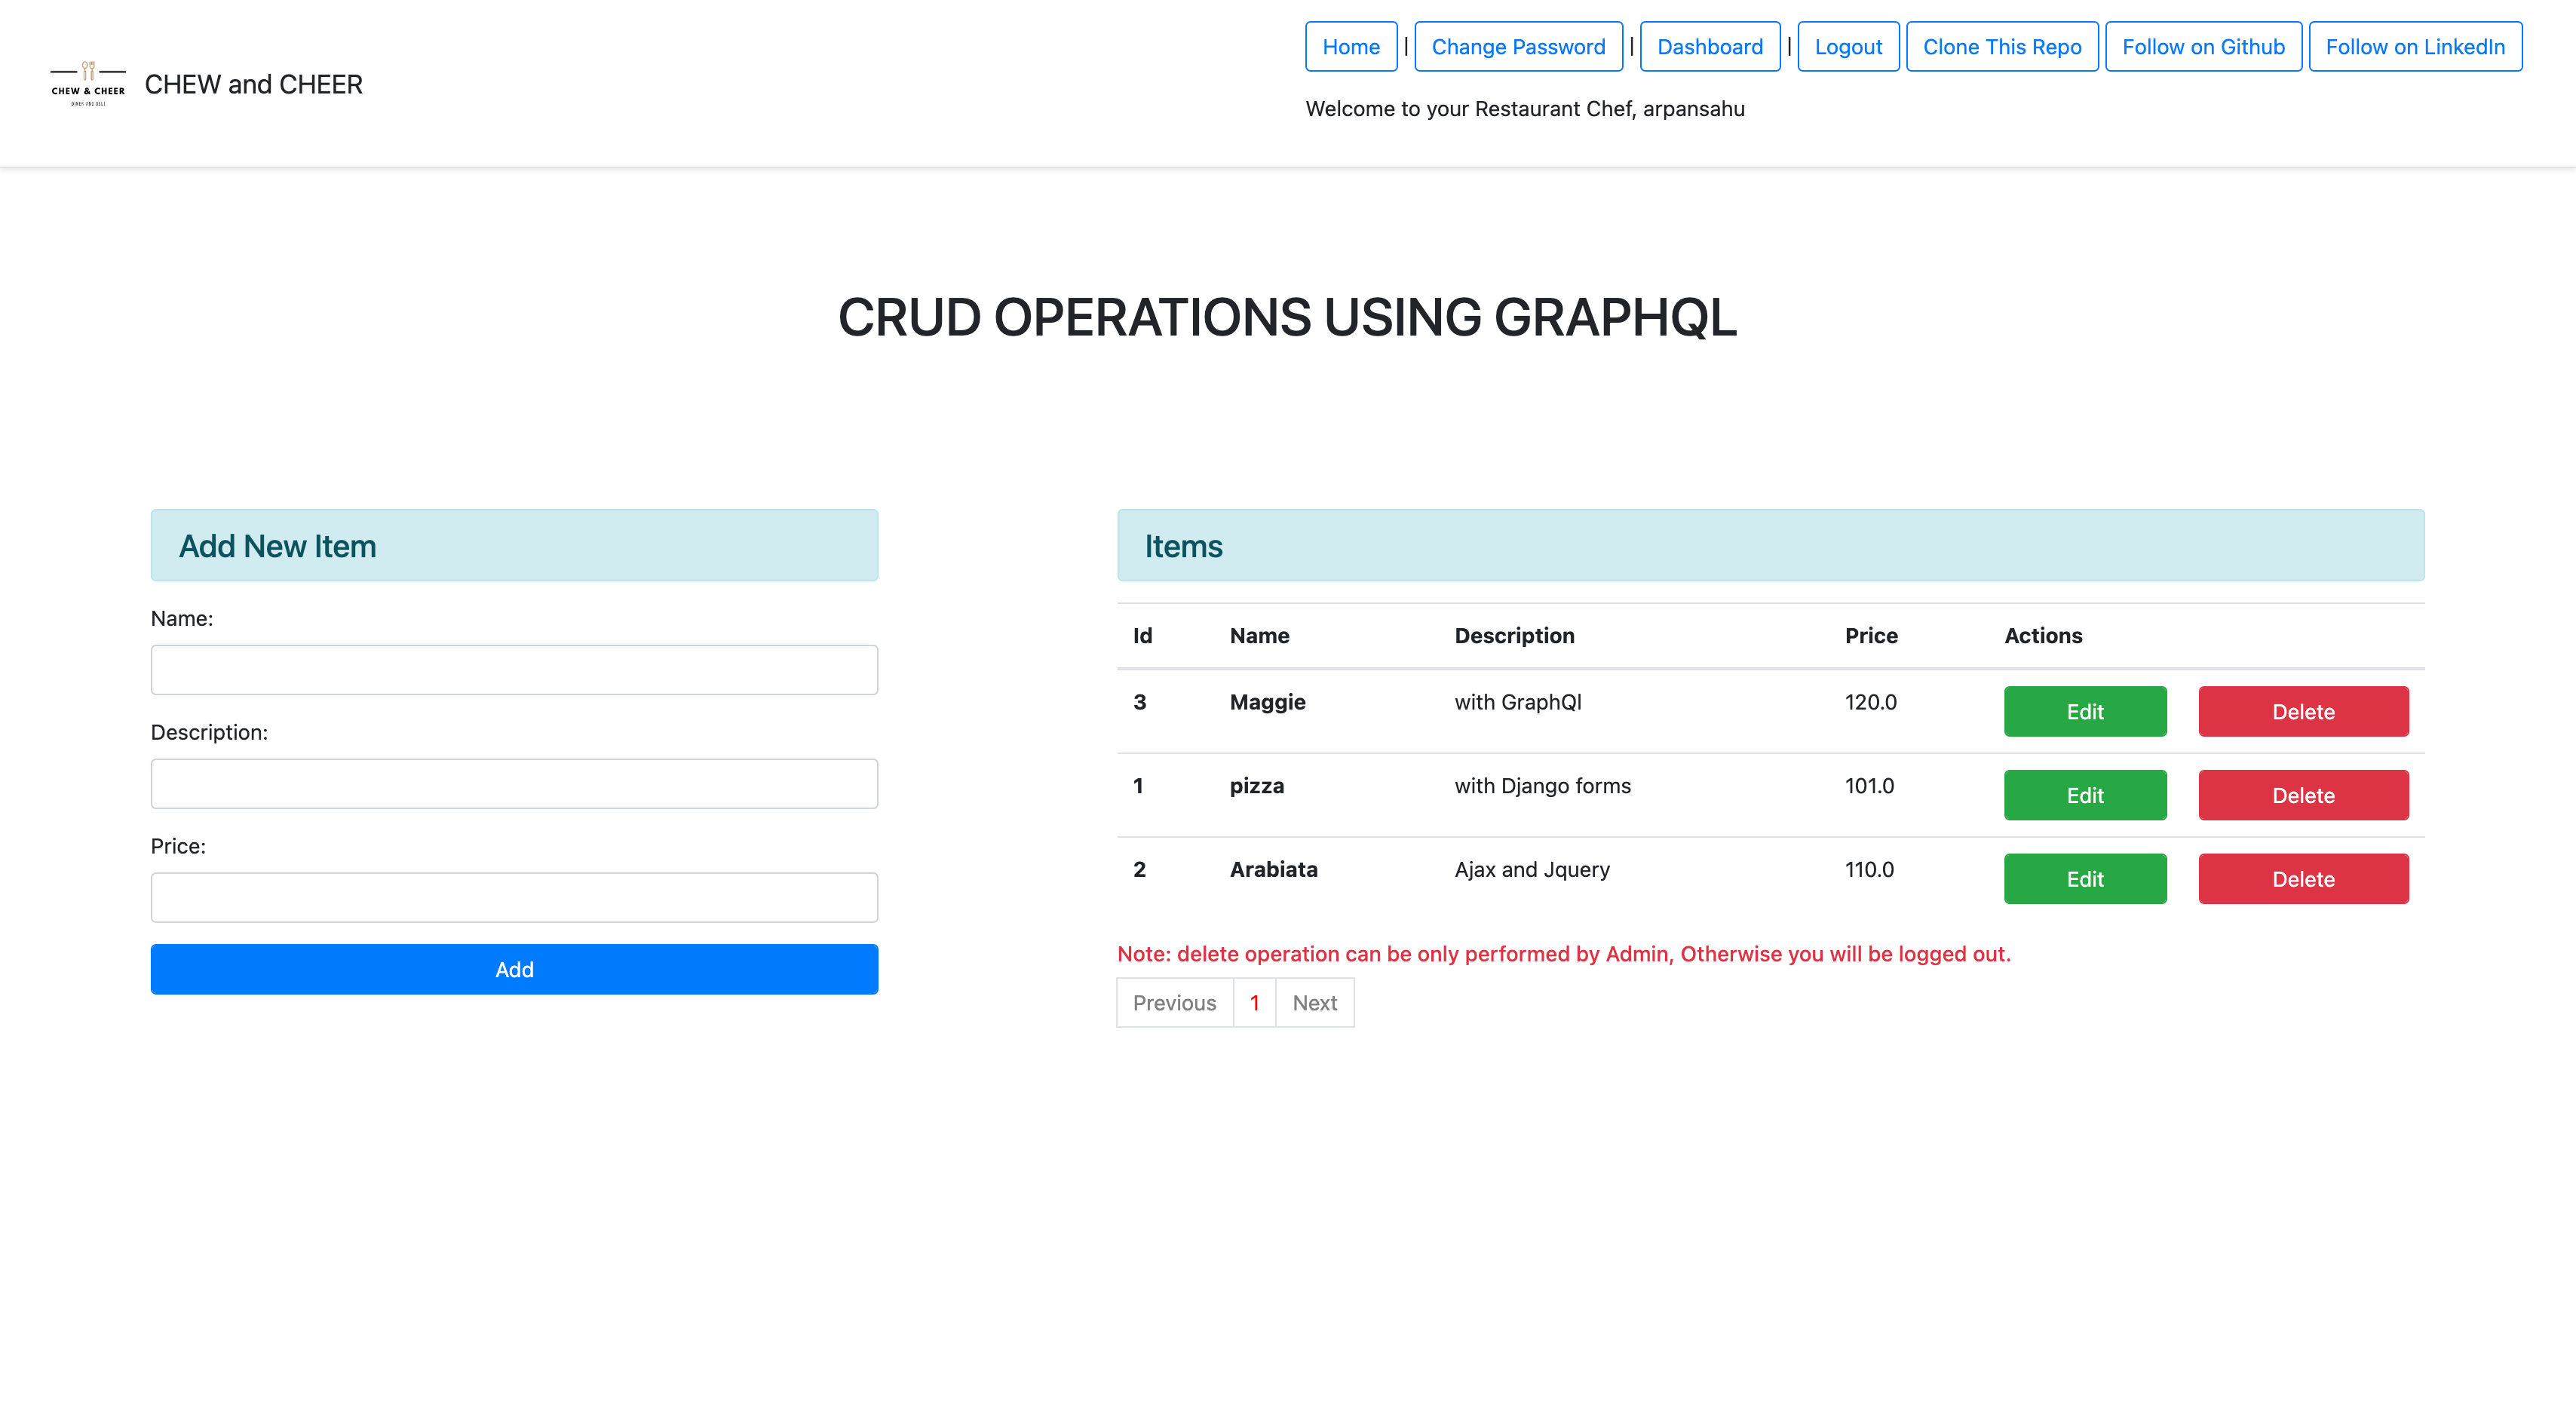 Home | Change Password | Dashboard | Logout Clone This Repo Follow on Github Follow on LinkedIn
CHEW & CHEER
CHEW and CHEER
Welcome to your Restaurant Chef, arpansahu
CRUD OPERATIONS USING GRAPHQL
Add New Item
Name:
Description:
Price:
Add
Items
Id Name Description Price Actions
3 Maggie with GraphQl 120.0 Edit Delete
1 pizza with Django forms 101.0 Edit Delete
2 Arabiata Ajax and Jquery 110.0 Edit Delete
Note: delete operation can be only performed by Admin, Otherwise you will be logged out.
Previous 1 Next